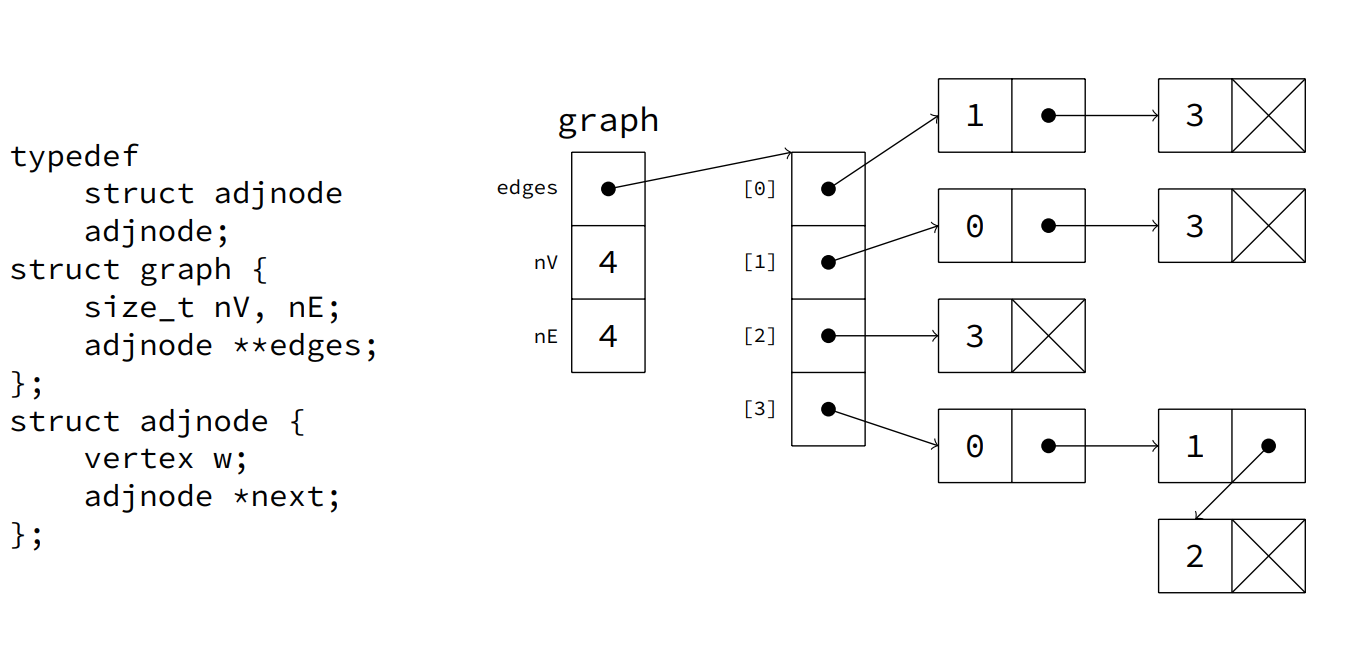 typedef
    struct adjnode
    adjnode;
struct graph {
    size_t nV, nE;
    adjnode **edges;
};
struct adjnode {
    vertex w;
    adjnode *next;
};
graph
edges
nV 4
nE 4
[0] 1 3
[1] 0 3
[2] 3
[3] 0 1
2